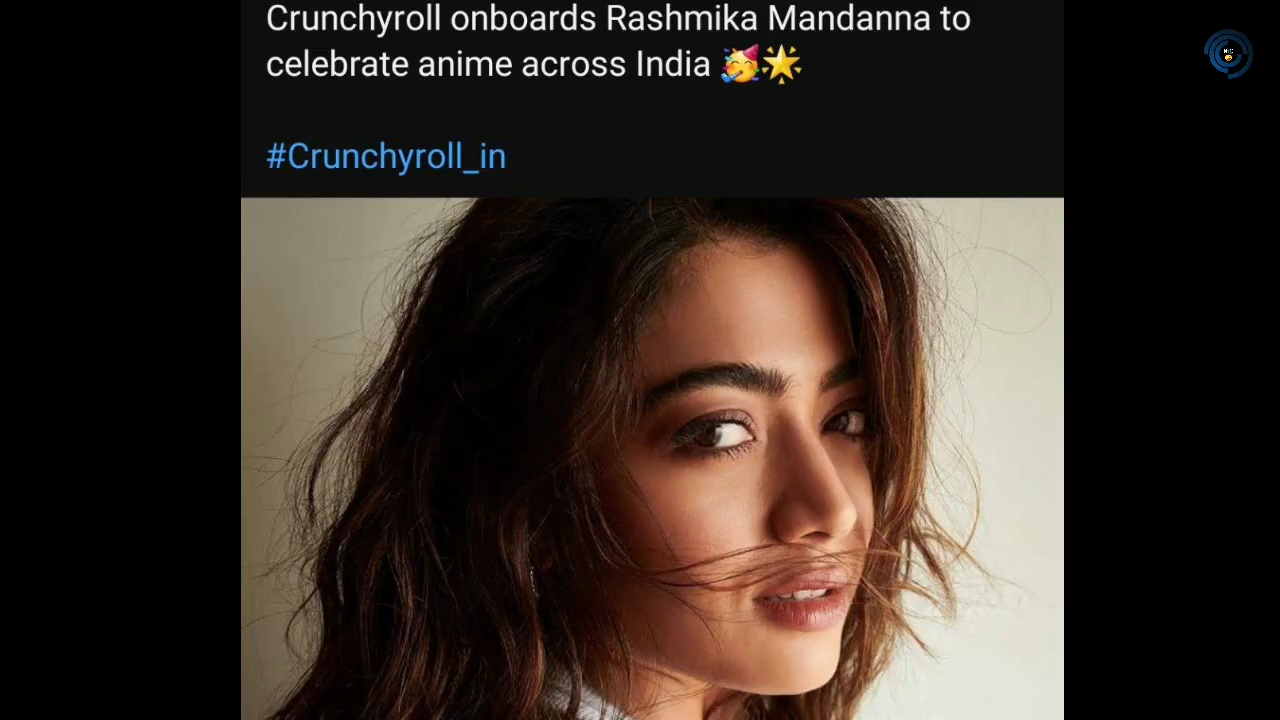 Crunchyroll onboards Rashmika Mandanna to
celebrate anime across India 🥳🌟
#Crunchyroll_in